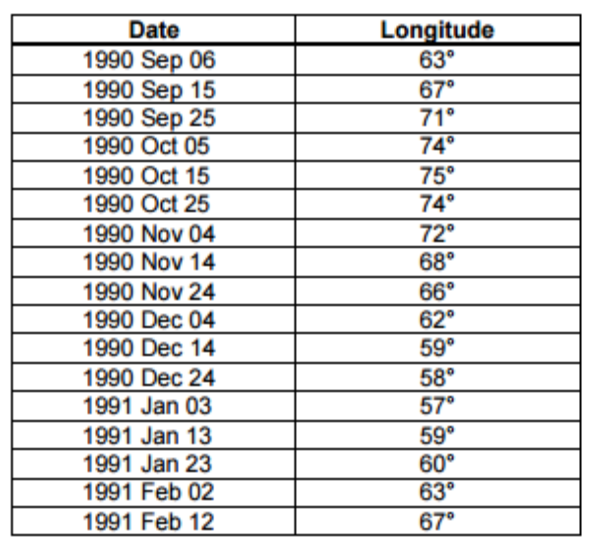 Date Longitude
1990 Sep 06 63°
1990 Sep 15 67°
1990 Sep 25 71°
1990 Oct 05 74°
1990 Oct 15 75°
1990 Oct 25 74°
1990 Nov 04 72°
1990 Nov 14 68°
1990 Nov 24 66°
1990 Dec 04 62°
1990 Dec 14 59°
1990 Dec 24 58°
1991 Jan 03 57°
1991 Jan 13 59°
1991 Jan 23 60°
1991 Feb 02 63°
1991 Feb 12 67°